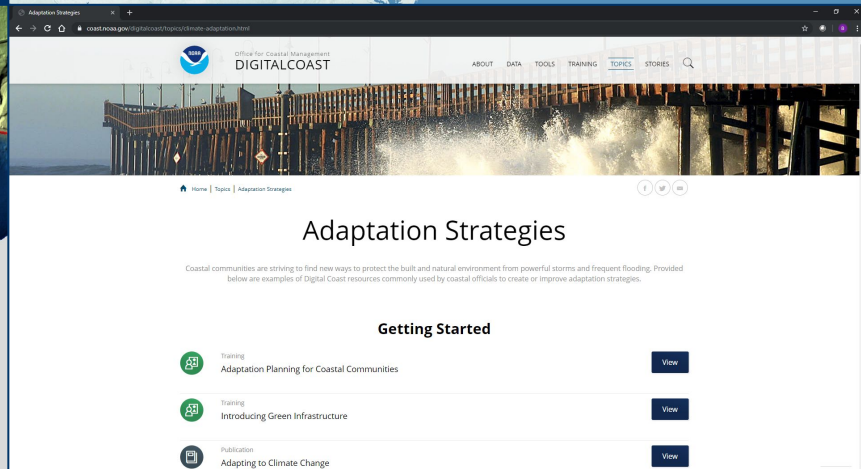 Adaptation Strategies
coast.noaa.gov/digitalcoast/topics/climate-adaptation.html
NOAA
Office for Coastal Management
DIGITALCOAST
ABOUT DATA TOOLS TRAINING TOPICS STORIES
Home | Topics | Adaptation Strategies
Adaptation Strategies
Coastal communities are striving to find new ways to protect the built and natural environment from powerful storms and frequent flooding. Provided
below are examples of Digital Coast resources commonly used by coastal officials to create or improve adaptation strategies.
Getting Started
Training
Adaptation Planning for Coastal Communities
View
Training
Introducing Green Infrastructure
View
Publication
Adapting to Climate Change
View